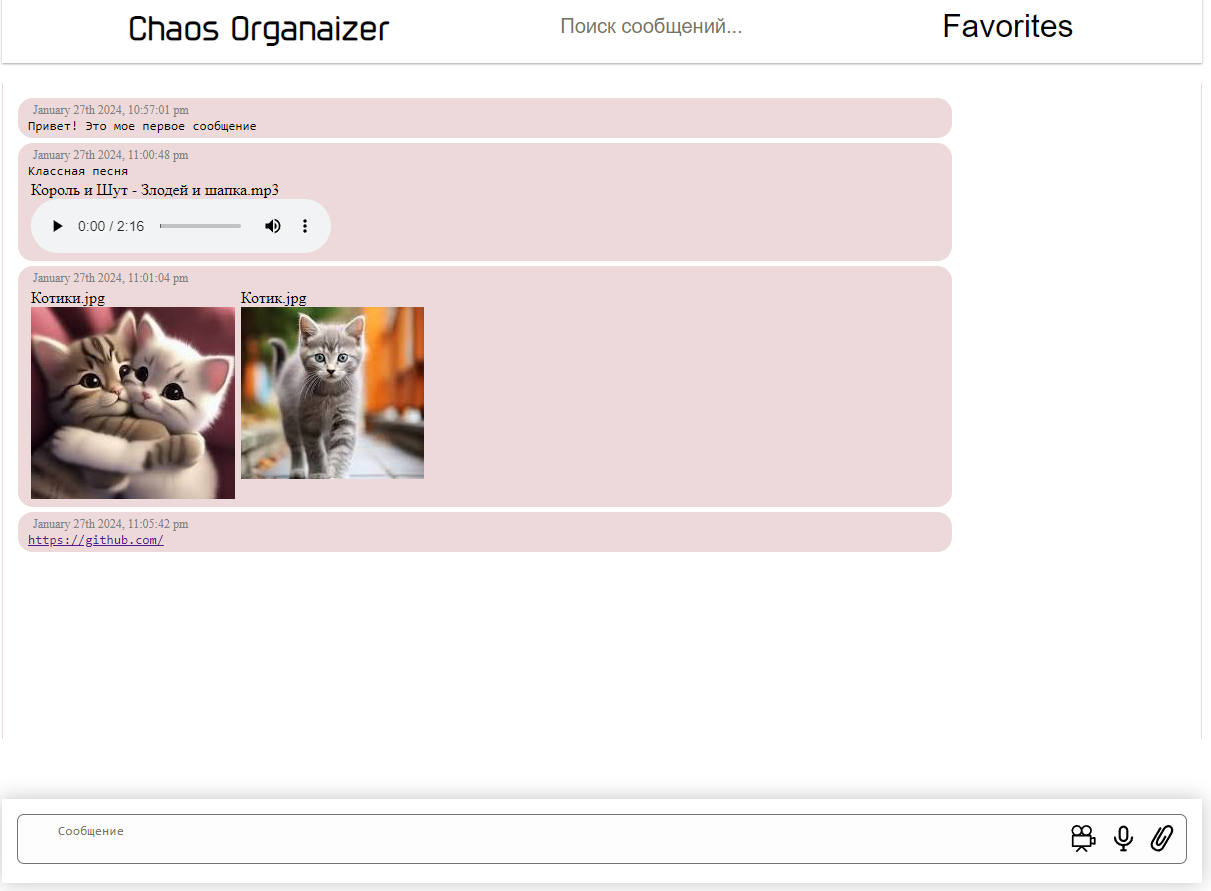 Chaos Organaizer
Поиск сообщений...
Favorites
January 27th 2024, 10:57:01 pm
Привет! Это мое первое сообщение
January 27th 2024, 11:00:48 pm
Классная песня
Король и Шут - Злодей и шапка.mp3
0:00 / 2:16
January 27th 2024, 11:01:04 pm
Котики.jpg
Котик.jpg
January 27th 2024, 11:05:42 pm
https://github.com/
Сообщение